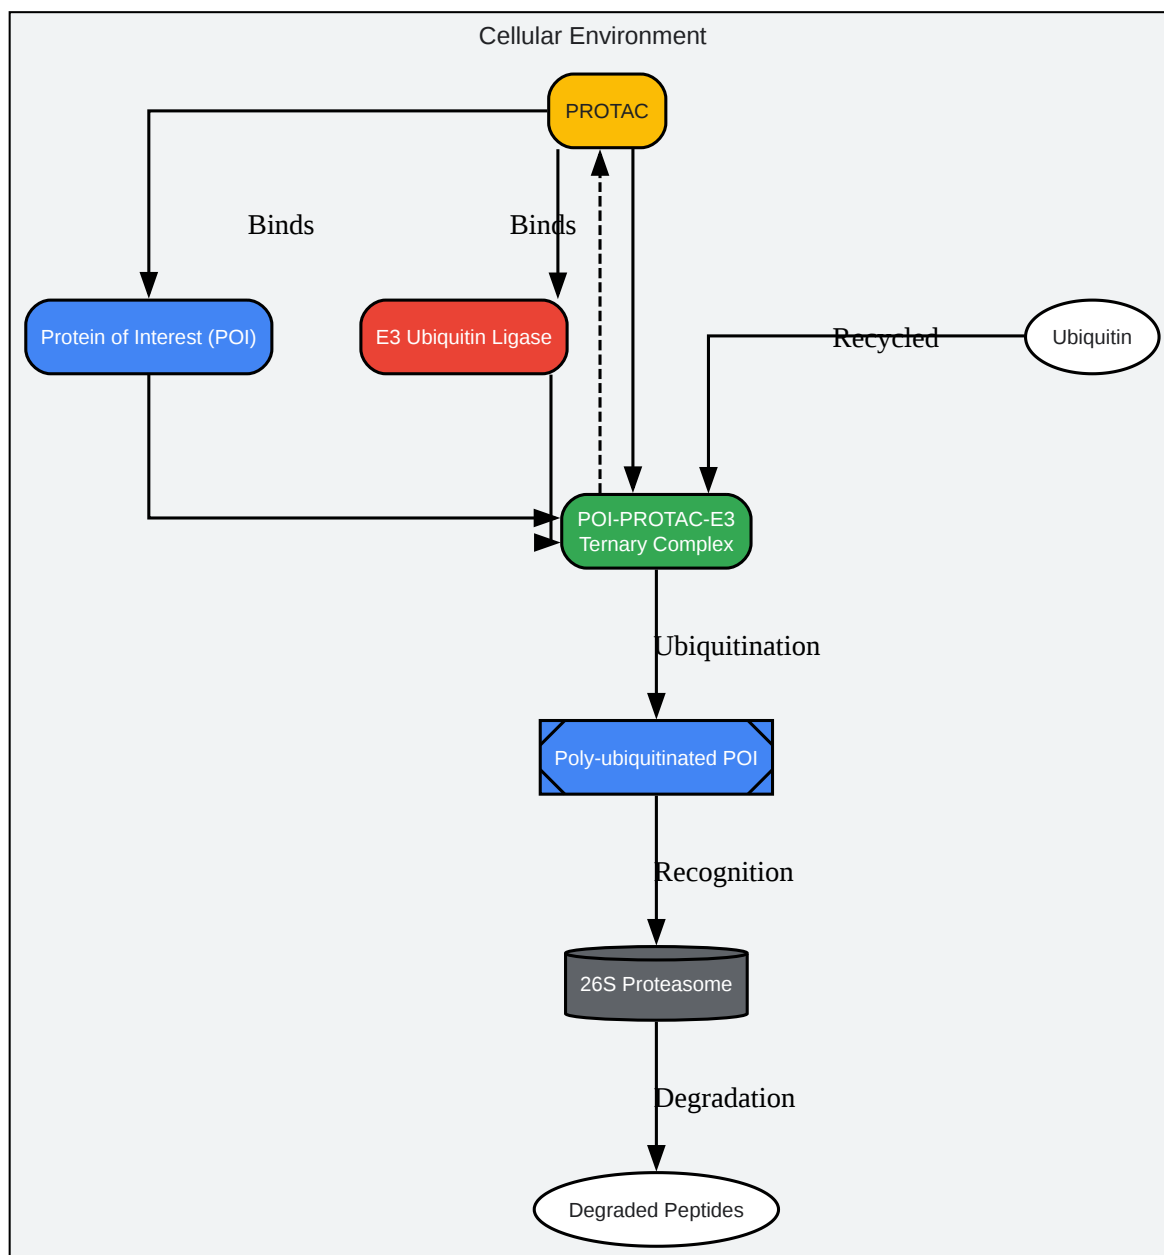 Cellular Environment
PROTAC
Binds
Binds
Protein of Interest (POI)
E3 Ubiquitin Ligase
Recycled
Ubiquitin
POI-PROTAC-E3
Ternary Complex
Ubiquitination
Poly-ubiquitinated POI
Recognition
26S Proteasome
Degradation
Degraded Peptides